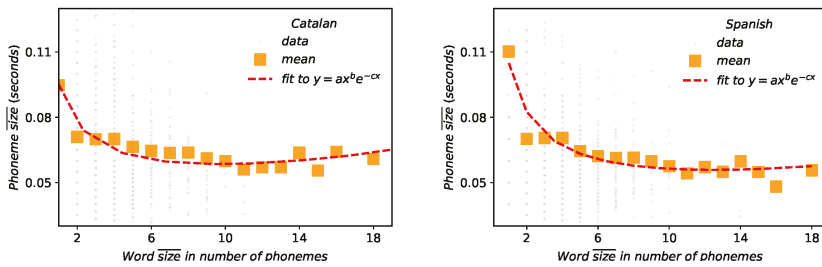 Catalan
data
mean
fit to y = axᵇe⁻ᶜˣ
0.11
0.08
0.05
Phoneme size (seconds)
2 6 10 14 18
Word size in number of phonemes
Spanish
data
mean
fit to y = axᵇe⁻ᶜˣ
0.11
0.08
0.05
Phoneme size (seconds)
2 6 10 14 18
Word size in number of phonemes